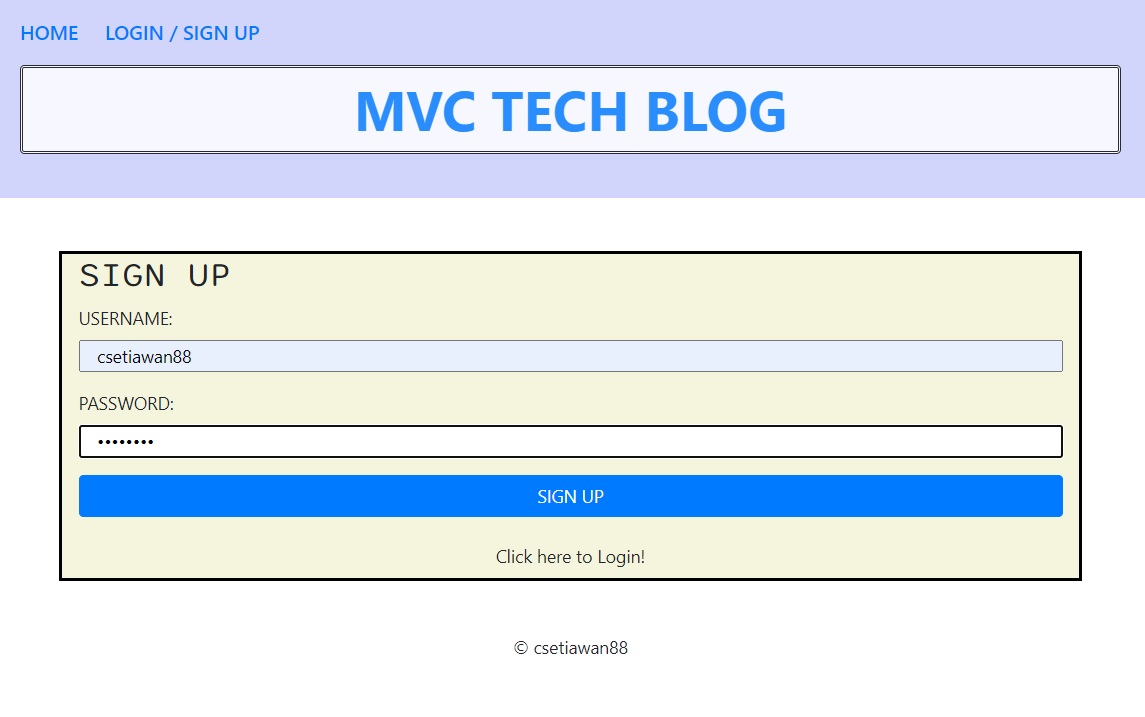 HOME LOGIN / SIGN UP
MVC TECH BLOG
SIGN UP
USERNAME:
csetiawan88
PASSWORD:
••••••••
SIGN UP
Click here to Login!
© csetiawan88